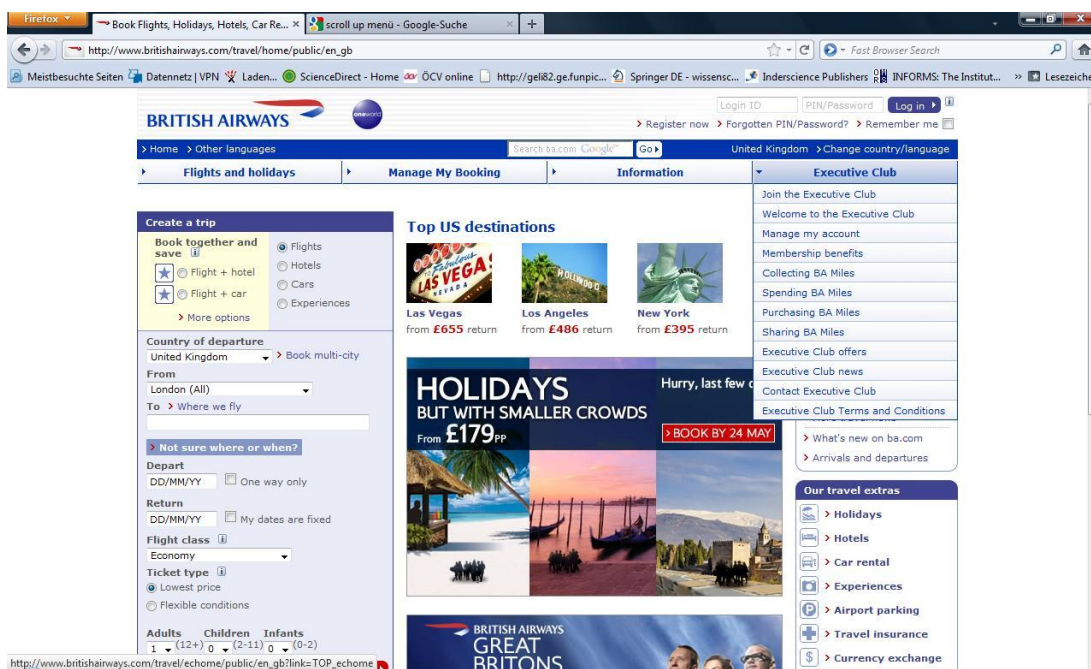 Firefox
Book Flights, Holidays, Hotels, Car Re... ×
scroll up menü - Google-Suche ×
http://www.britishairways.com/travel/home/public/en_gb
Fast Browser Search
Meistbesuchte Seiten
Datennetz | VPN
Laden...
ScienceDirect - Home
ÖCV online
http://geli82.ge.funpic...
Springer DE - wissensc...
Inderscience Publishers
INFORMS: The Institut...
Lesezeiche
BRITISH AIRWAYS
oneworld
Login ID
PIN/Password
Log in
Register now
Forgotten PIN/Password?
Remember me
Home
Other languages
Search ba.com Google™
Go
United Kingdom
Change country/language
Flights and holidays
Manage My Booking
Information
Executive Club
Join the Executive Club
Welcome to the Executive Club
Manage my account
Membership benefits
Collecting BA Miles
Spending BA Miles
Purchasing BA Miles
Sharing BA Miles
Executive Club offers
Executive Club news
Contact Executive Club
Executive Club Terms and Conditions
Create a trip
Book together and
save
Flight + hotel
Flight + car
More options
Flights
Hotels
Cars
Experiences
Country of departure
United Kingdom
Book multi-city
From
London (All)
To
Where we fly
Not sure where or when?
Depart
DD/MM/YY
One way only
Return
DD/MM/YY
My dates are fixed
Flight class
Economy
Ticket type
Lowest price
Flexible conditions
Adults Children Infants
1 (12+) 0 (2-11) 0 (0-2)
Top US destinations
Fabulous
LAS VEGAS
NEVADA
HOLLYWOOD
Las Vegas
from £655 return
Los Angeles
from £486 return
New York
from £395 return
HOLIDAYS
BUT WITH SMALLER CROWDS
From £179PP
Hurry, last few
BOOK BY 24 MAY
BRITISH AIRWAYS
GREAT
BRITONS
What's new on ba.com
Arrivals and departures
Our travel extras
Holidays
Hotels
Car rental
Experiences
Airport parking
Travel insurance
Currency exchange
http://www.britishairways.com/travel/echome/public/en_gb?link=TOP_echome